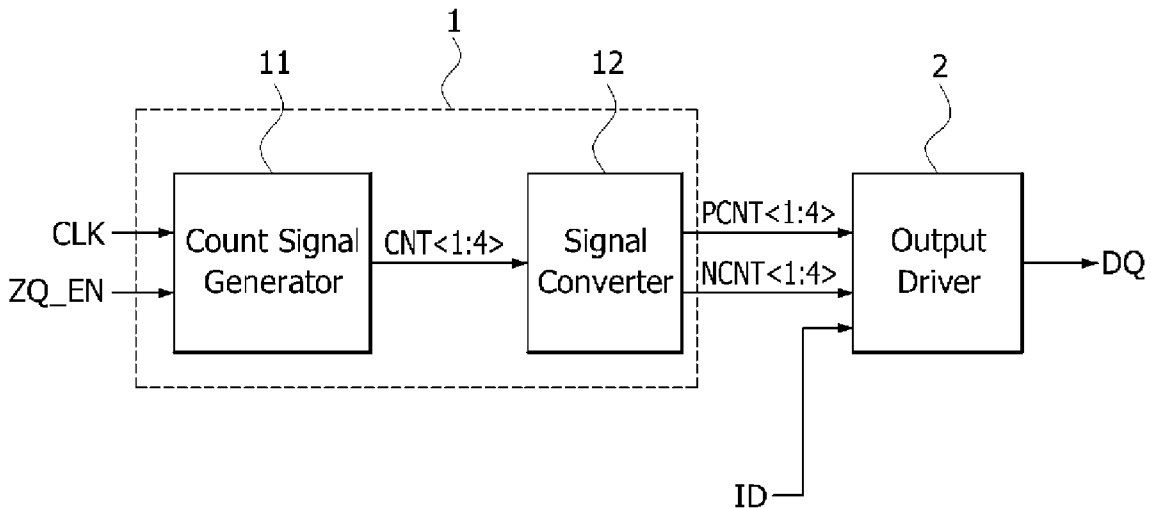 1
11
12
2
CLK
ZQ_EN
Count Signal
Generator
CNT<1:4>
Signal
Converter
PCNT<1:4>
NCNT<1:4>
Output
Driver
DQ
ID